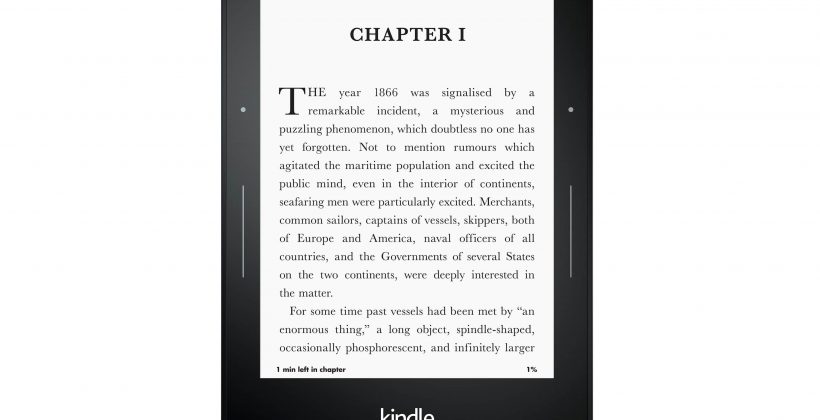 CHAPTER I
THE year 1866 was signalised by a
remarkable incident, a mysterious and
puzzling phenomenon, which doubtless no one has
yet forgotten. Not to mention rumours which
agitated the maritime population and excited the
public mind, even in the interior of continents,
seafaring men were particularly excited. Merchants,
common sailors, captains of vessels, skippers, both
of Europe and America, naval officers of all
countries, and the Governments of several States
on the two continents, were deeply interested in
the matter.
For some time past vessels had been met by “an
enormous thing,” a long object, spindle-shaped,
occasionally phosphorescent, and infinitely larger
1 min left in chapter 1%
kindle